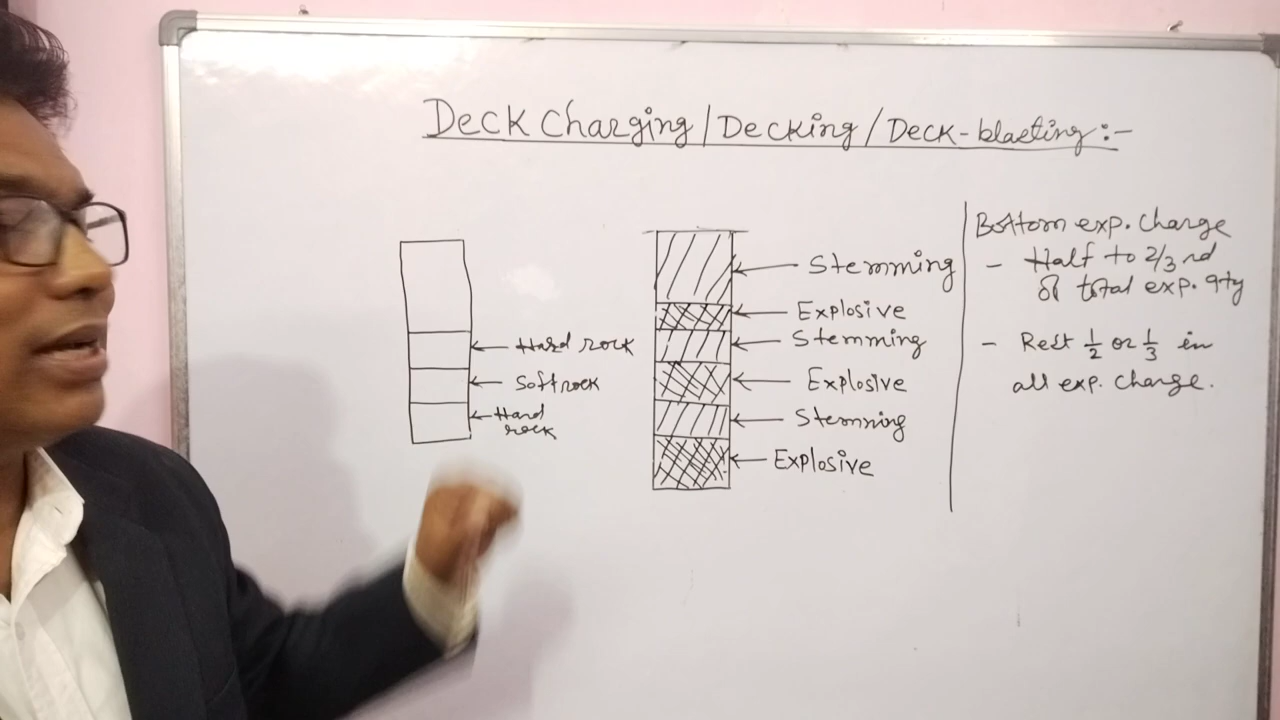 Deck Charging/Decking/Deck-blasting:-
Hard rock
Soft rock
Hard
rock
Stemming
Explosive
Stemming
Explosive
Stemming
Explosive
Bottom exp. charge
- Half to 2/3 rd
of total exp. qty
- Rest 1/2 or 1/3 in
all exp. charge.